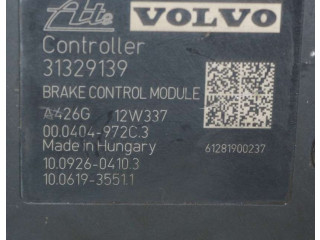 Ate VOLVO
Controller
31329139
BRAKE CONTROL MODULE
A426G 12W337
00.0404-972C.3
Made in Hungary 61281900237
10.0926-0410.3
10.0619-3551.1